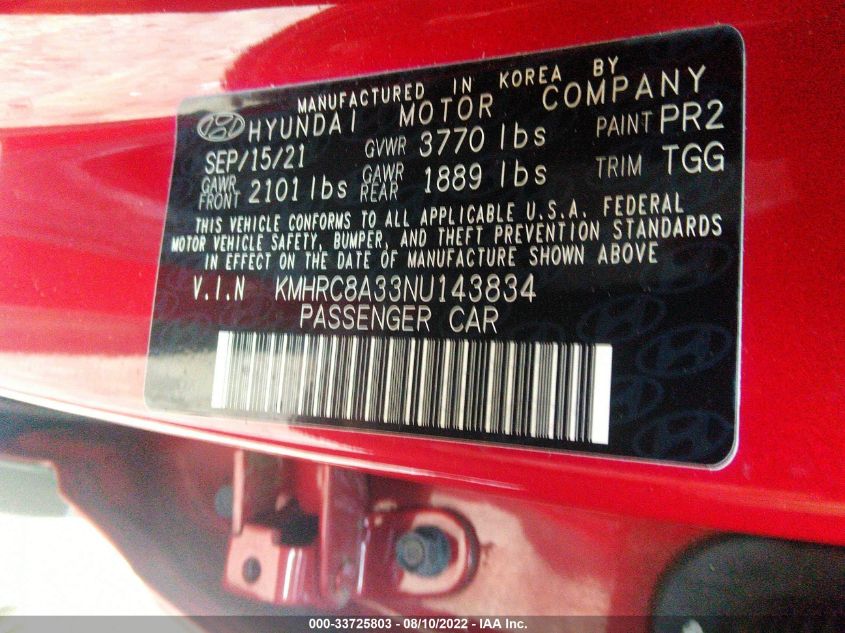 MANUFACTURED IN KOREA BY
HYUNDAI MOTOR COMPANY
SEP/15/21 GVWR 3770 lbs PAINT PR2
GAWR FRONT 2101 lbs GAWR REAR 1889 lbs TRIM TGG
THIS VEHICLE CONFORMS TO ALL APPLICABLE U.S.A. FEDERAL
MOTOR VEHICLE SAFETY, BUMPER, AND THEFT PREVENTION STANDARDS
IN EFFECT ON THE DATE OF MANUFACTURE SHOWN ABOVE
V.I.N KMHRC8A33NU143834
PASSENGER CAR
000-33725803 - 08/10/2022 - IAA Inc.